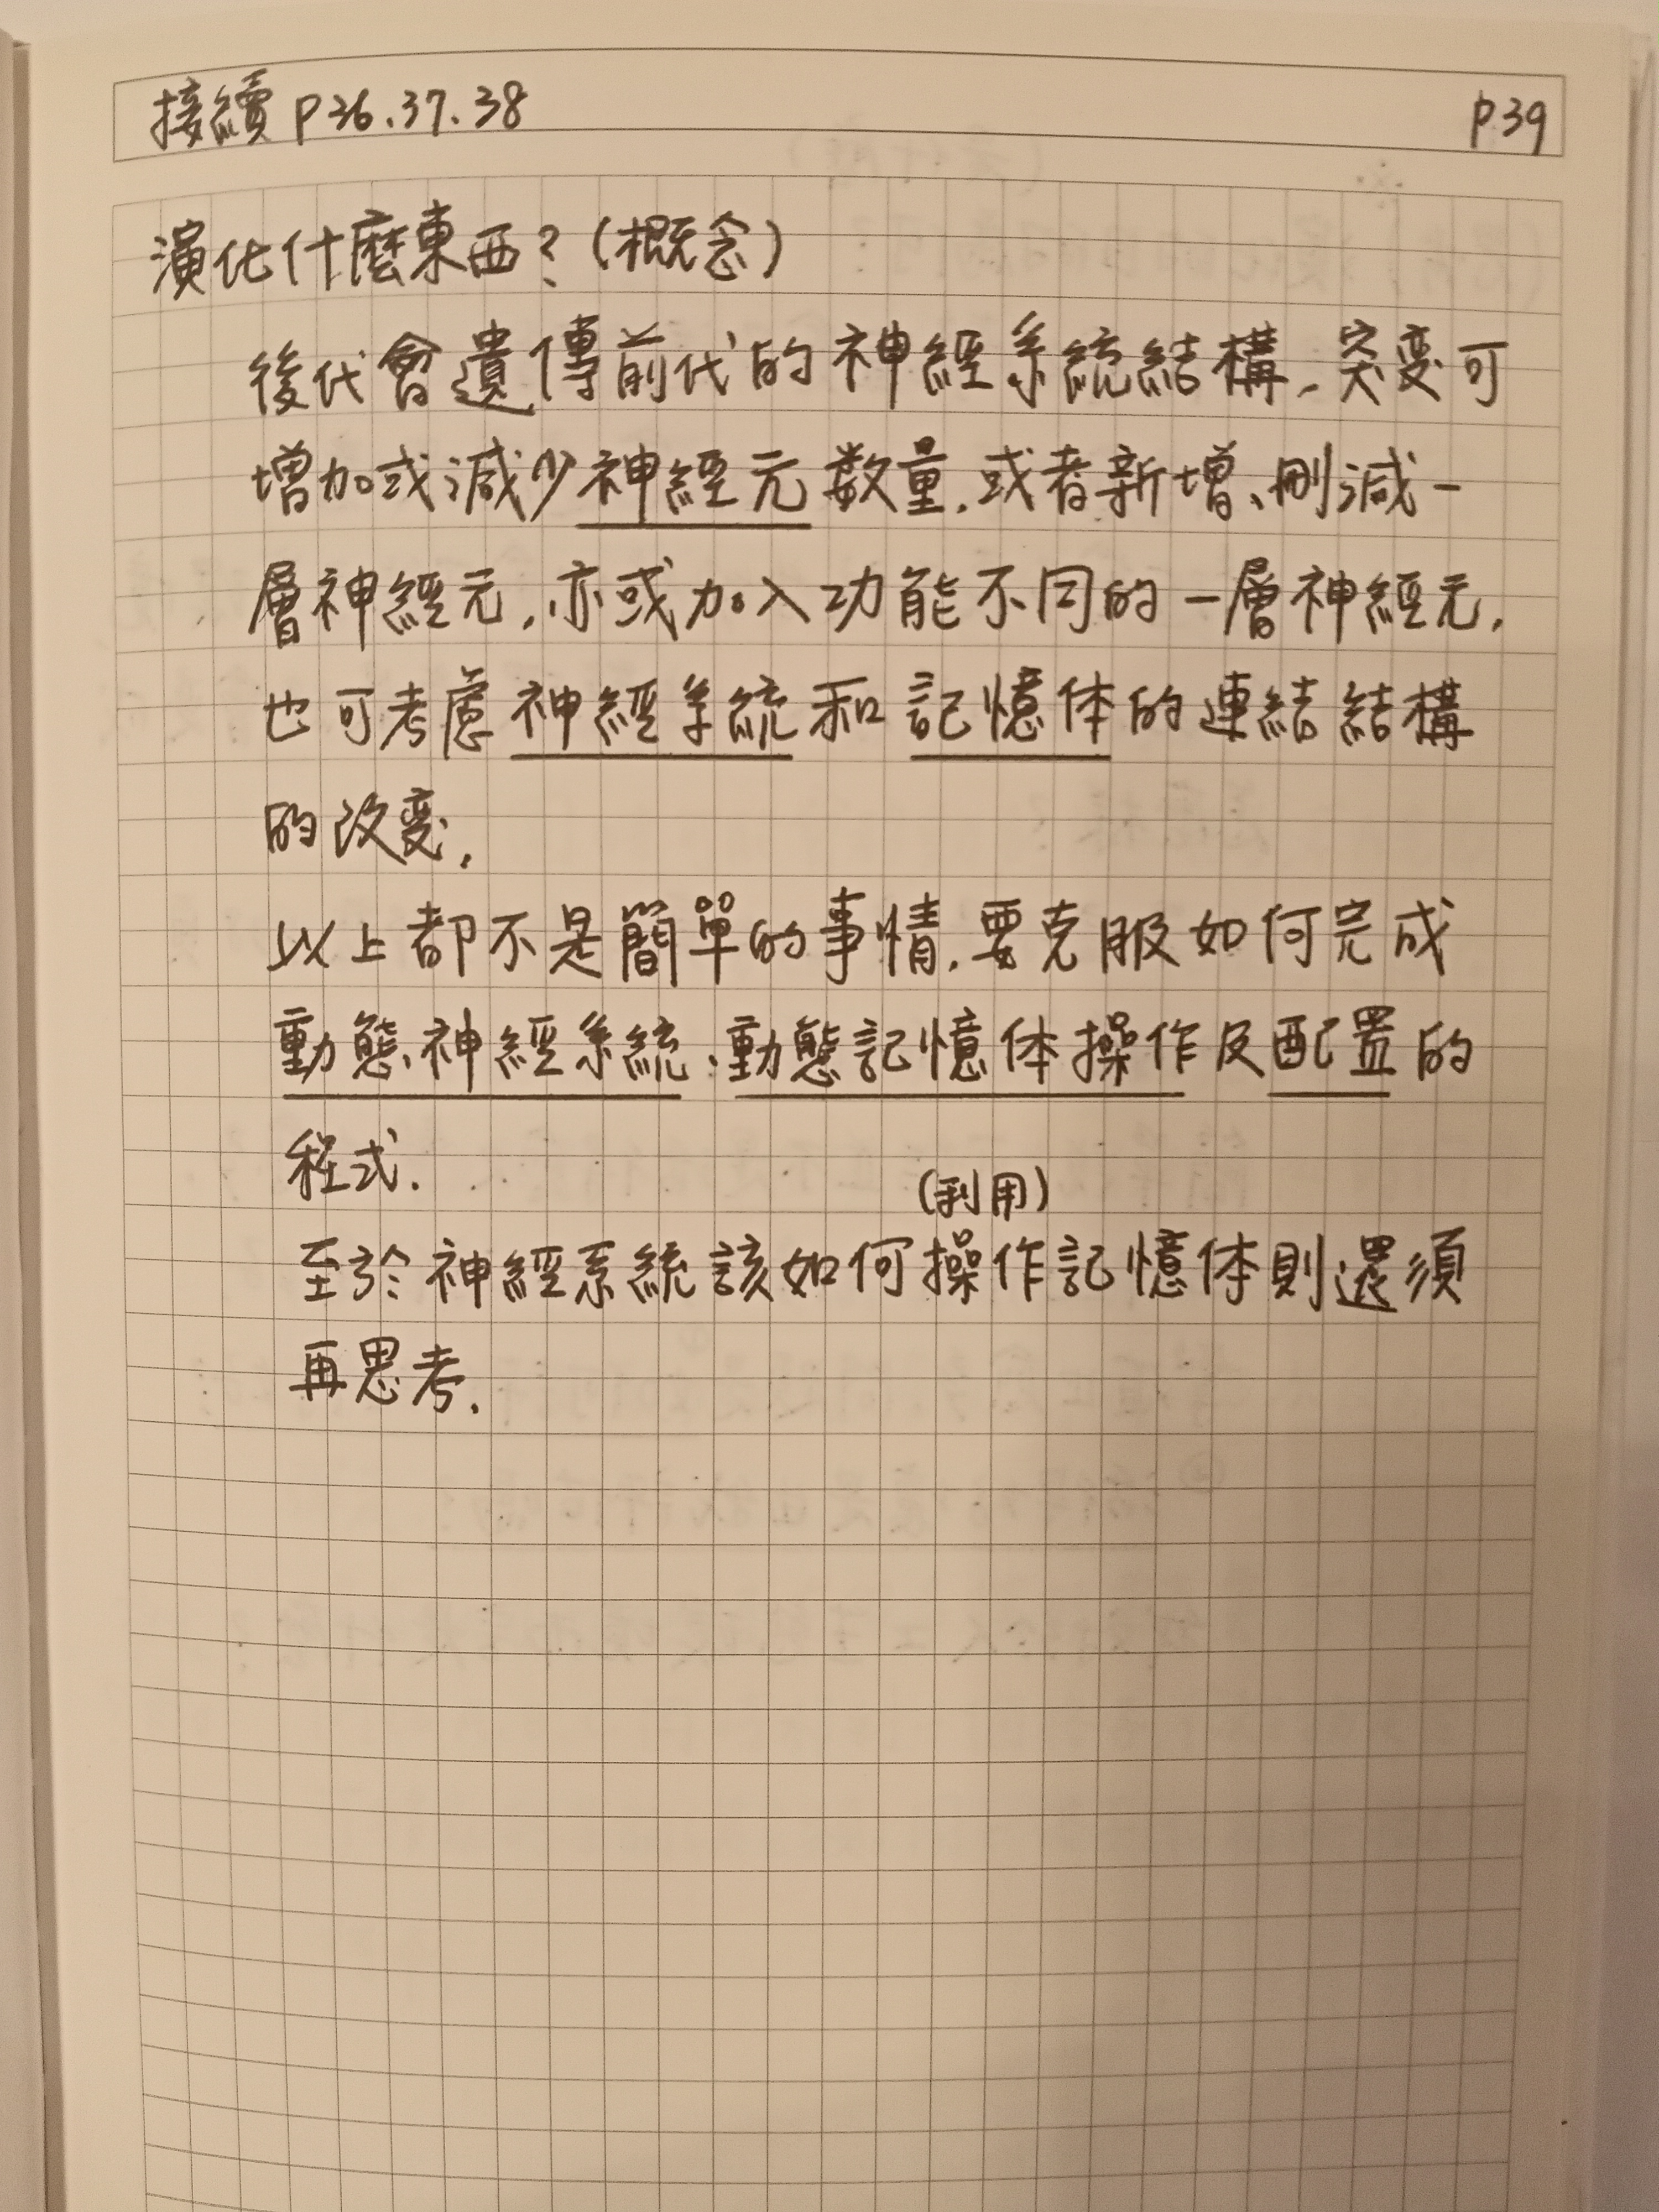 接續 P36.37.38
P.39
演化什麼東西？(概念)
後代會遺傳前代的神經系統結構，突变可
增加或減少神經元數量，或者新增、刪減一
層神經元，亦或加入功能不同的一層神經元，
也可考慮神經系統和記憶体的連結結構
的改变。
以上都不是簡單的事情，要克服如何完成
動態神經系統、動態記憶体操作及配置的
程式。
(利用)
至於神經系統該如何操作記憶体則還須
再思考。